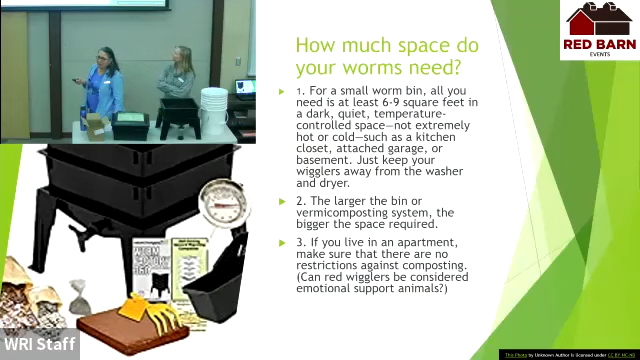 RED BARN
EVENTS
How much space do
your worms need?
1. For a small worm bin, all you
need is at least 6-9 square feet in
a dark, quiet, temperature-
controlled space—not extremely
hot or cold—such as a kitchen
closet, attached garage, or
basement. Just keep your
wigglers away from the washer
and dryer.
2. The larger the bin or
vermicomposting system, the
bigger the space required.
3. If you live in an apartment,
make sure that there are no
restrictions against composting.
(Can red wigglers be considered
emotional support animals?)
WRI Staff
This Photo by Unknown Author is licensed under CC BY-NC-ND